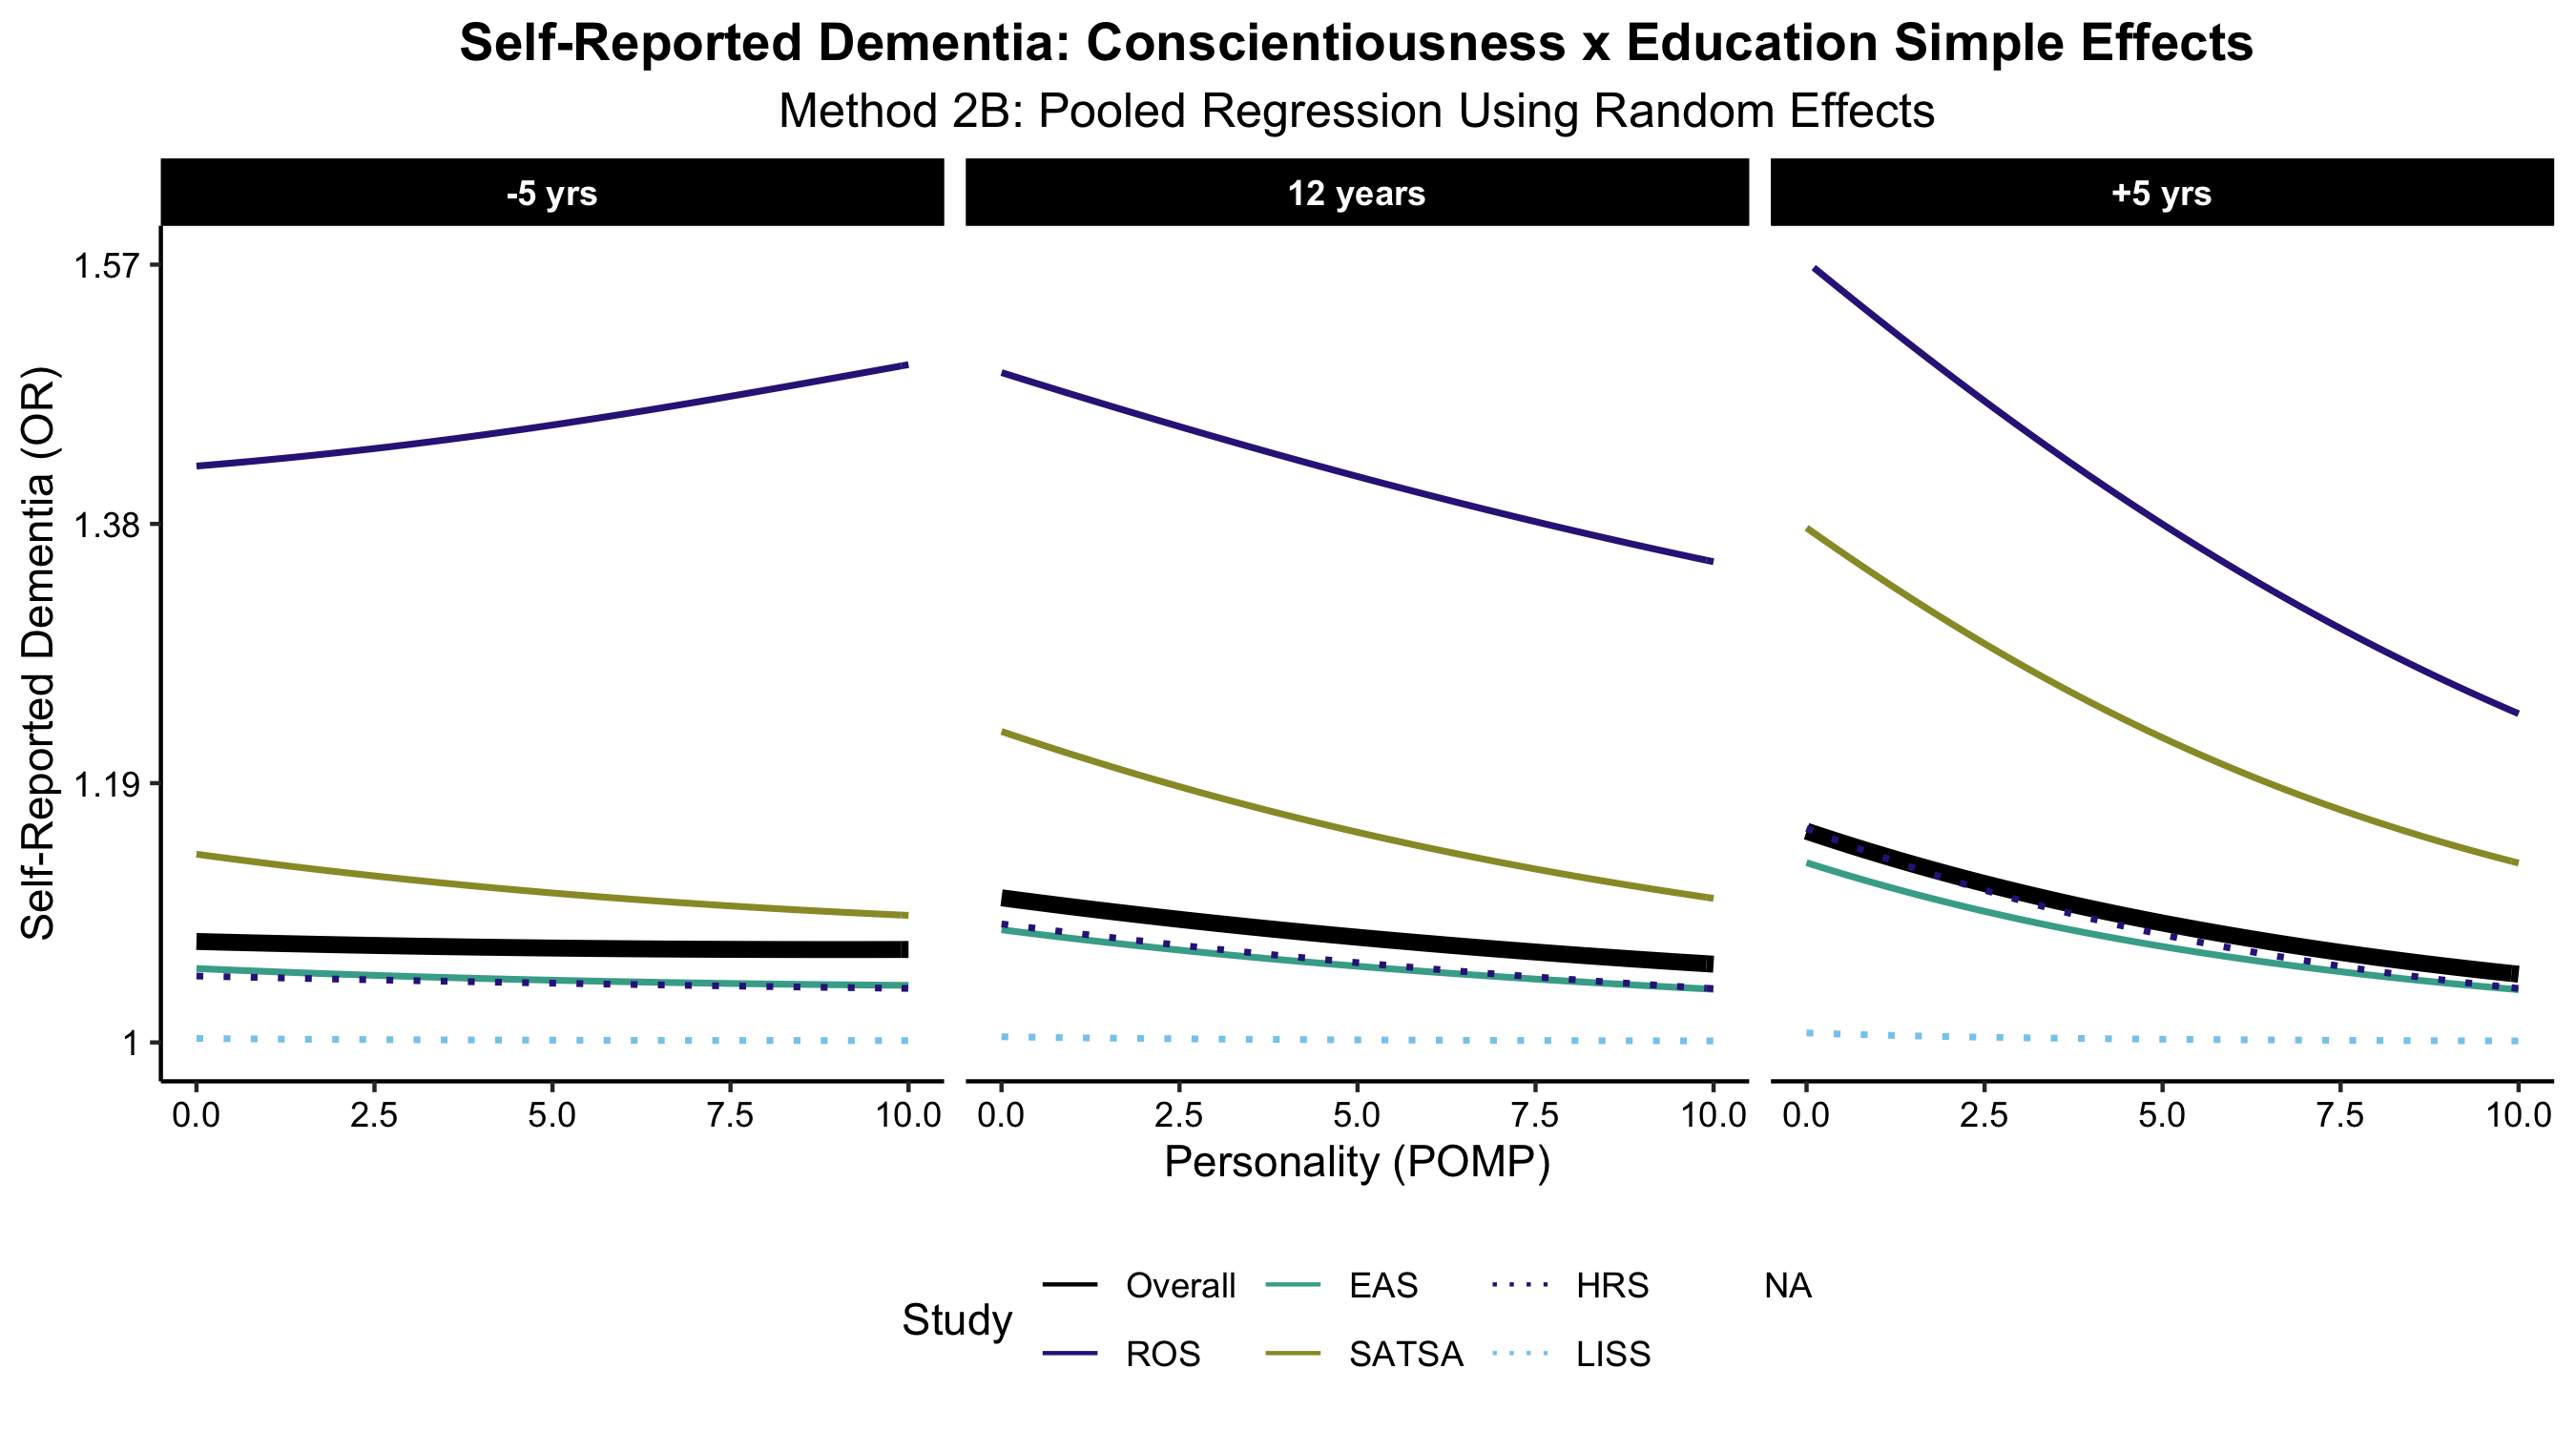 Self-Reported Dementia: Conscientiousness x Education Simple Effects
Method 2B: Pooled Regression Using Random Effects
-5 yrs
12 years
+5 yrs
Self-Reported Dementia (OR)
1.57
1.38
1.19
1
0.0 2.5 5.0 7.5 10.0
0.0 2.5 5.0 7.5 10.0
0.0 2.5 5.0 7.5 10.0
Personality (POMP)
Study
Overall EAS HRS NA
ROS SATSA LISS